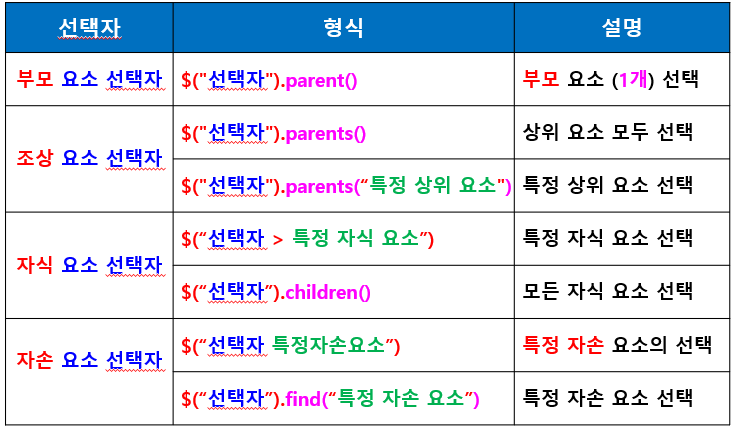 선택자 형식 설명
부모 요소 선택자 $("선택자").parent() 부모 요소 (1개) 선택
조상 요소 선택자 $("선택자").parents() 상위 요소 모두 선택
$("선택자").parents(“특정 상위 요소") 특정 상위 요소 선택
자식 요소 선택자 $(“선택자 > 특정 자식 요소”) 특정 자식 요소 선택
$(“선택자”).children() 모든 자식 요소 선택
자손 요소 선택자 $(“선택자 특정자손요소”) 특정 자손 요소의 선택
$(“선택자”).find(“특정 자손 요소”) 특정 자손 요소 선택